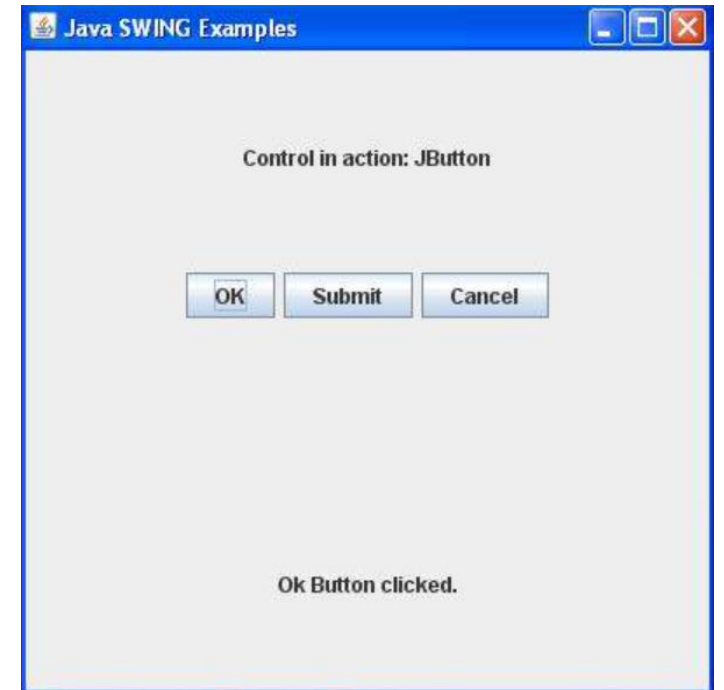 Java SWING Examples
Control in action: JButton
OK Submit Cancel
Ok Button clicked.